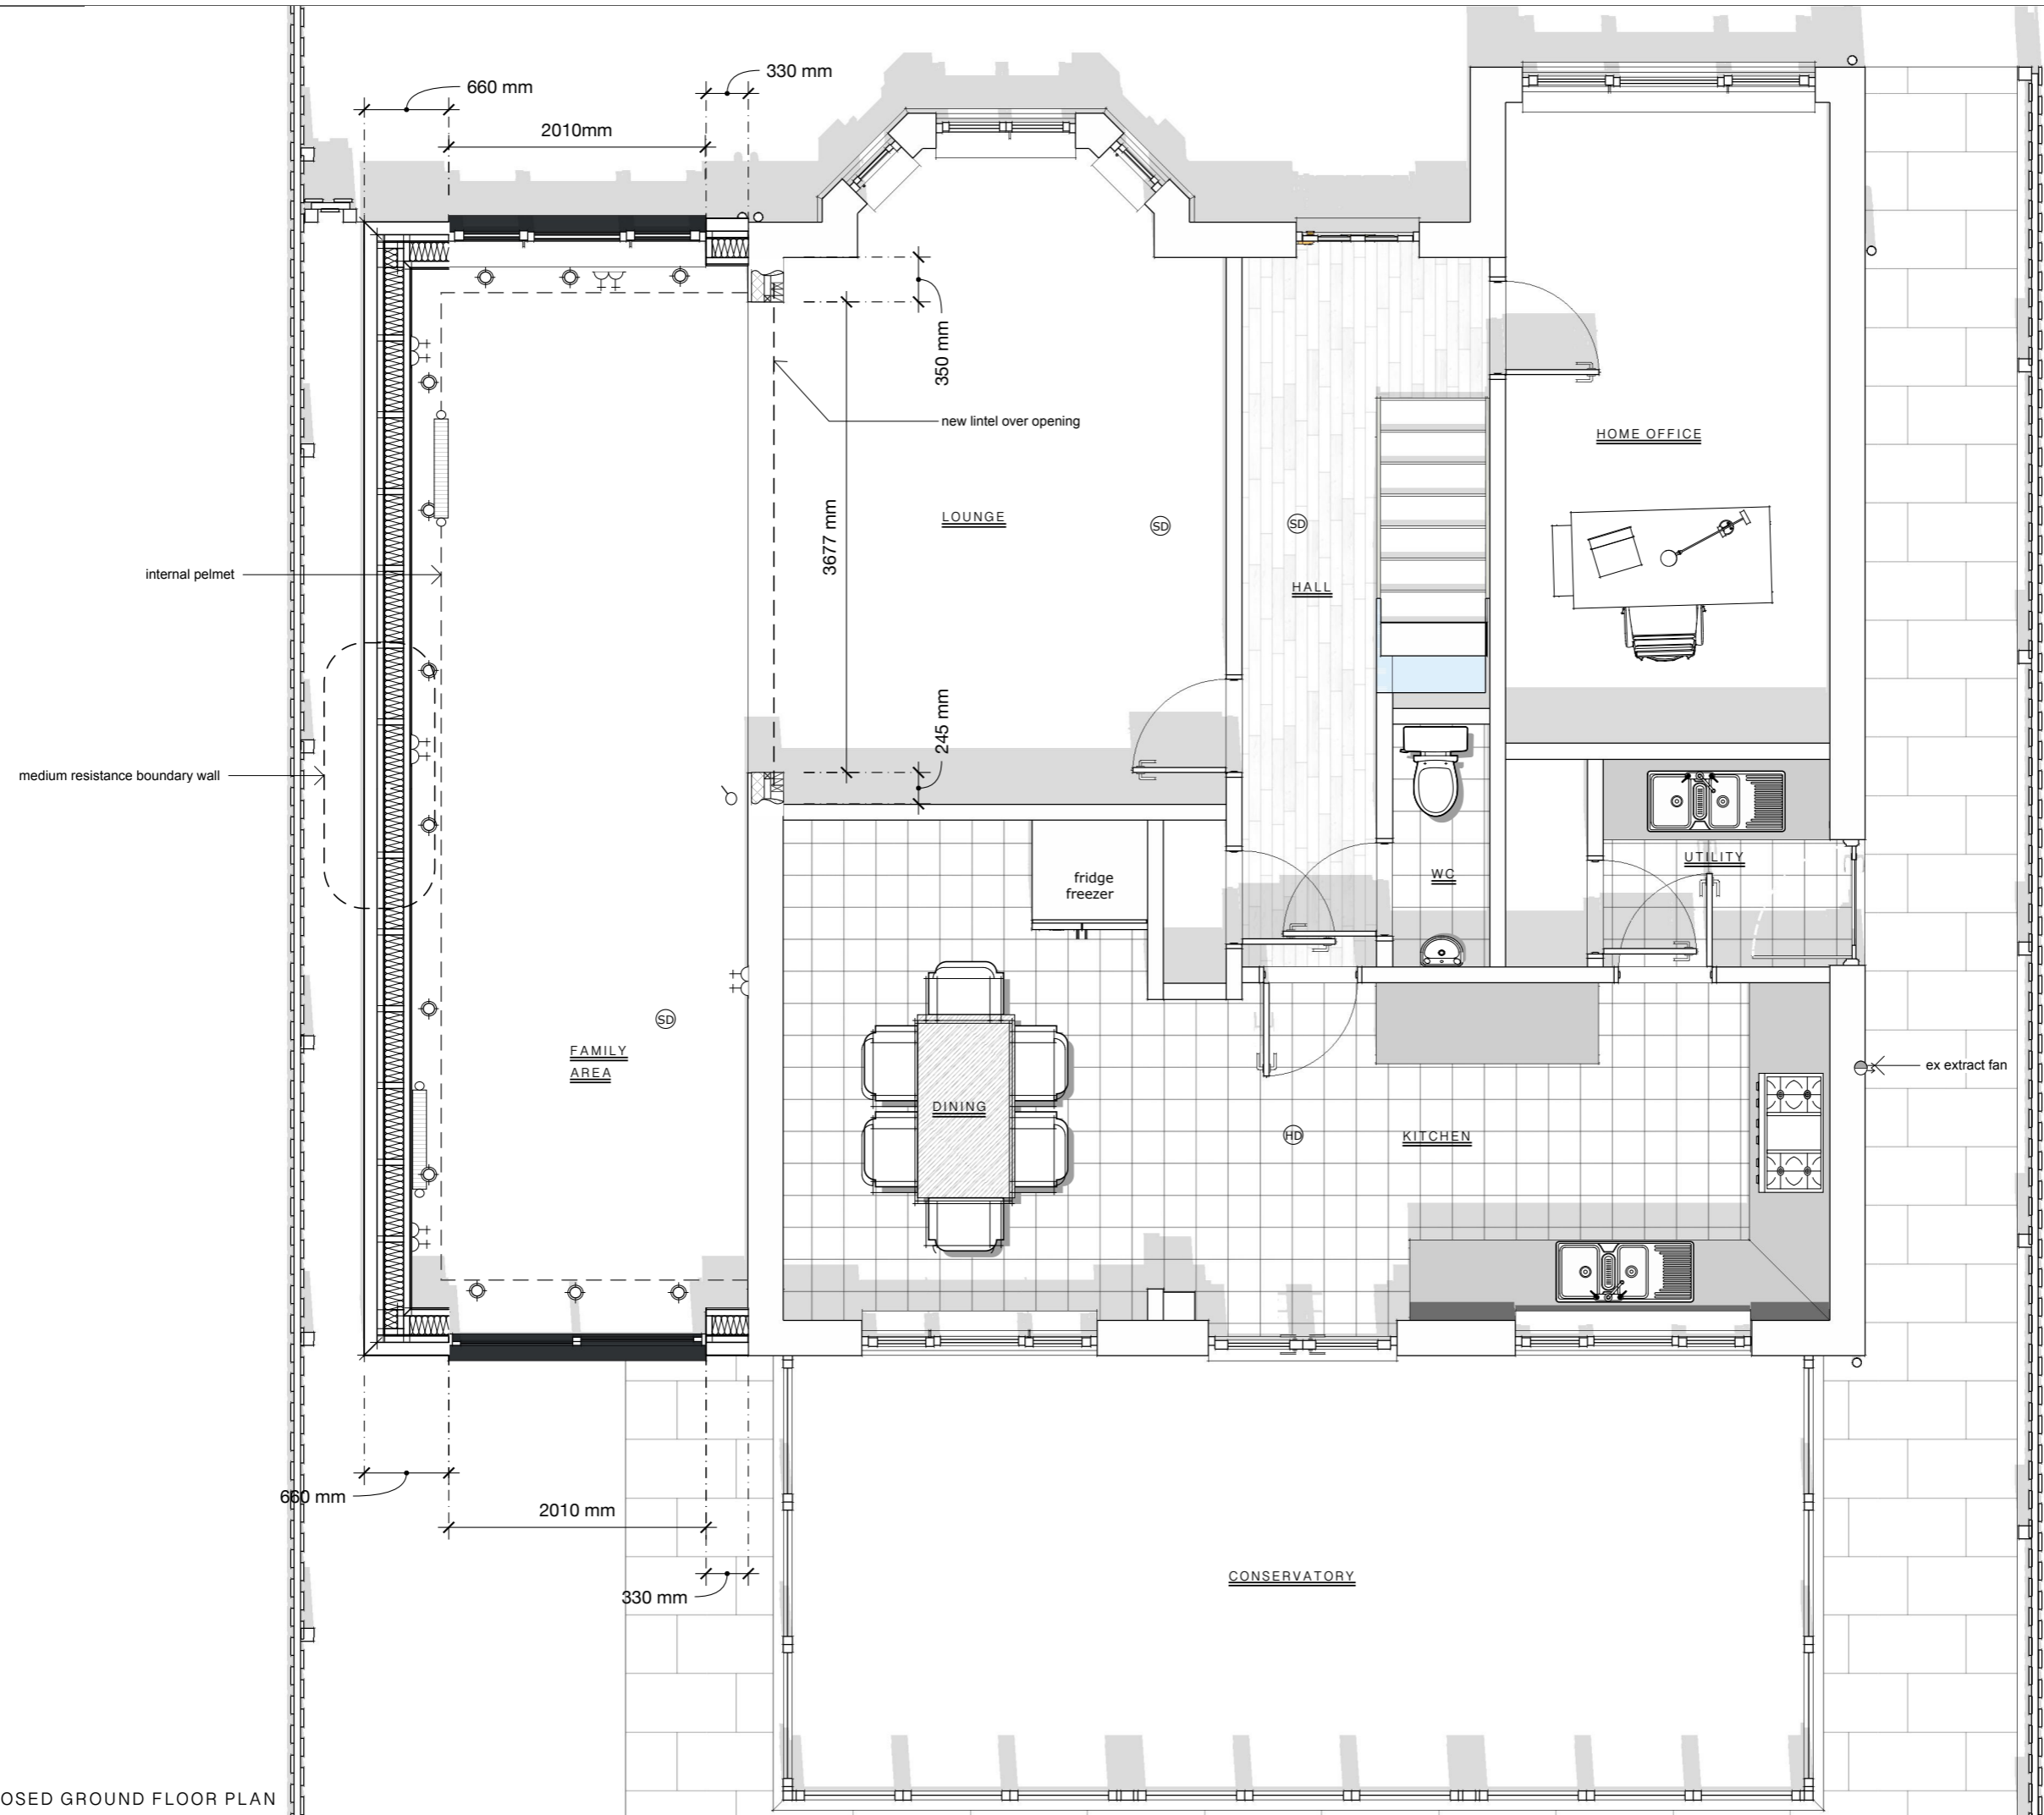 660 mm
330 mm
2010mm
350 mm
new lintel over opening
HOME OFFICE
LOUNGE
SD
SD
3677 mm
internal pelmet
HALL
245 mm
medium resistance boundary wall
UTILITY
fridge
freezer
WC
SD
FAMILY
AREA
ex extract fan
DINING
HD
KITCHEN
660 mm
2010 mm
CONSERVATORY
330 mm
OSED GROUND FLOOR PLAN